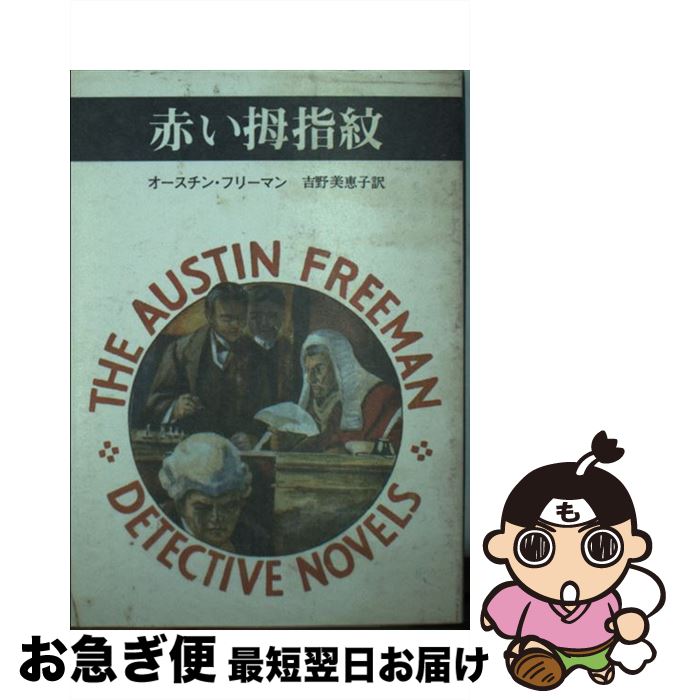 赤い拇指紋
オースチン・フリーマン 吉野美恵子訳
THE AUSTIN FREEMAN
DETECTIVE NOVELS
も
お急ぎ便 最短翌日お届け